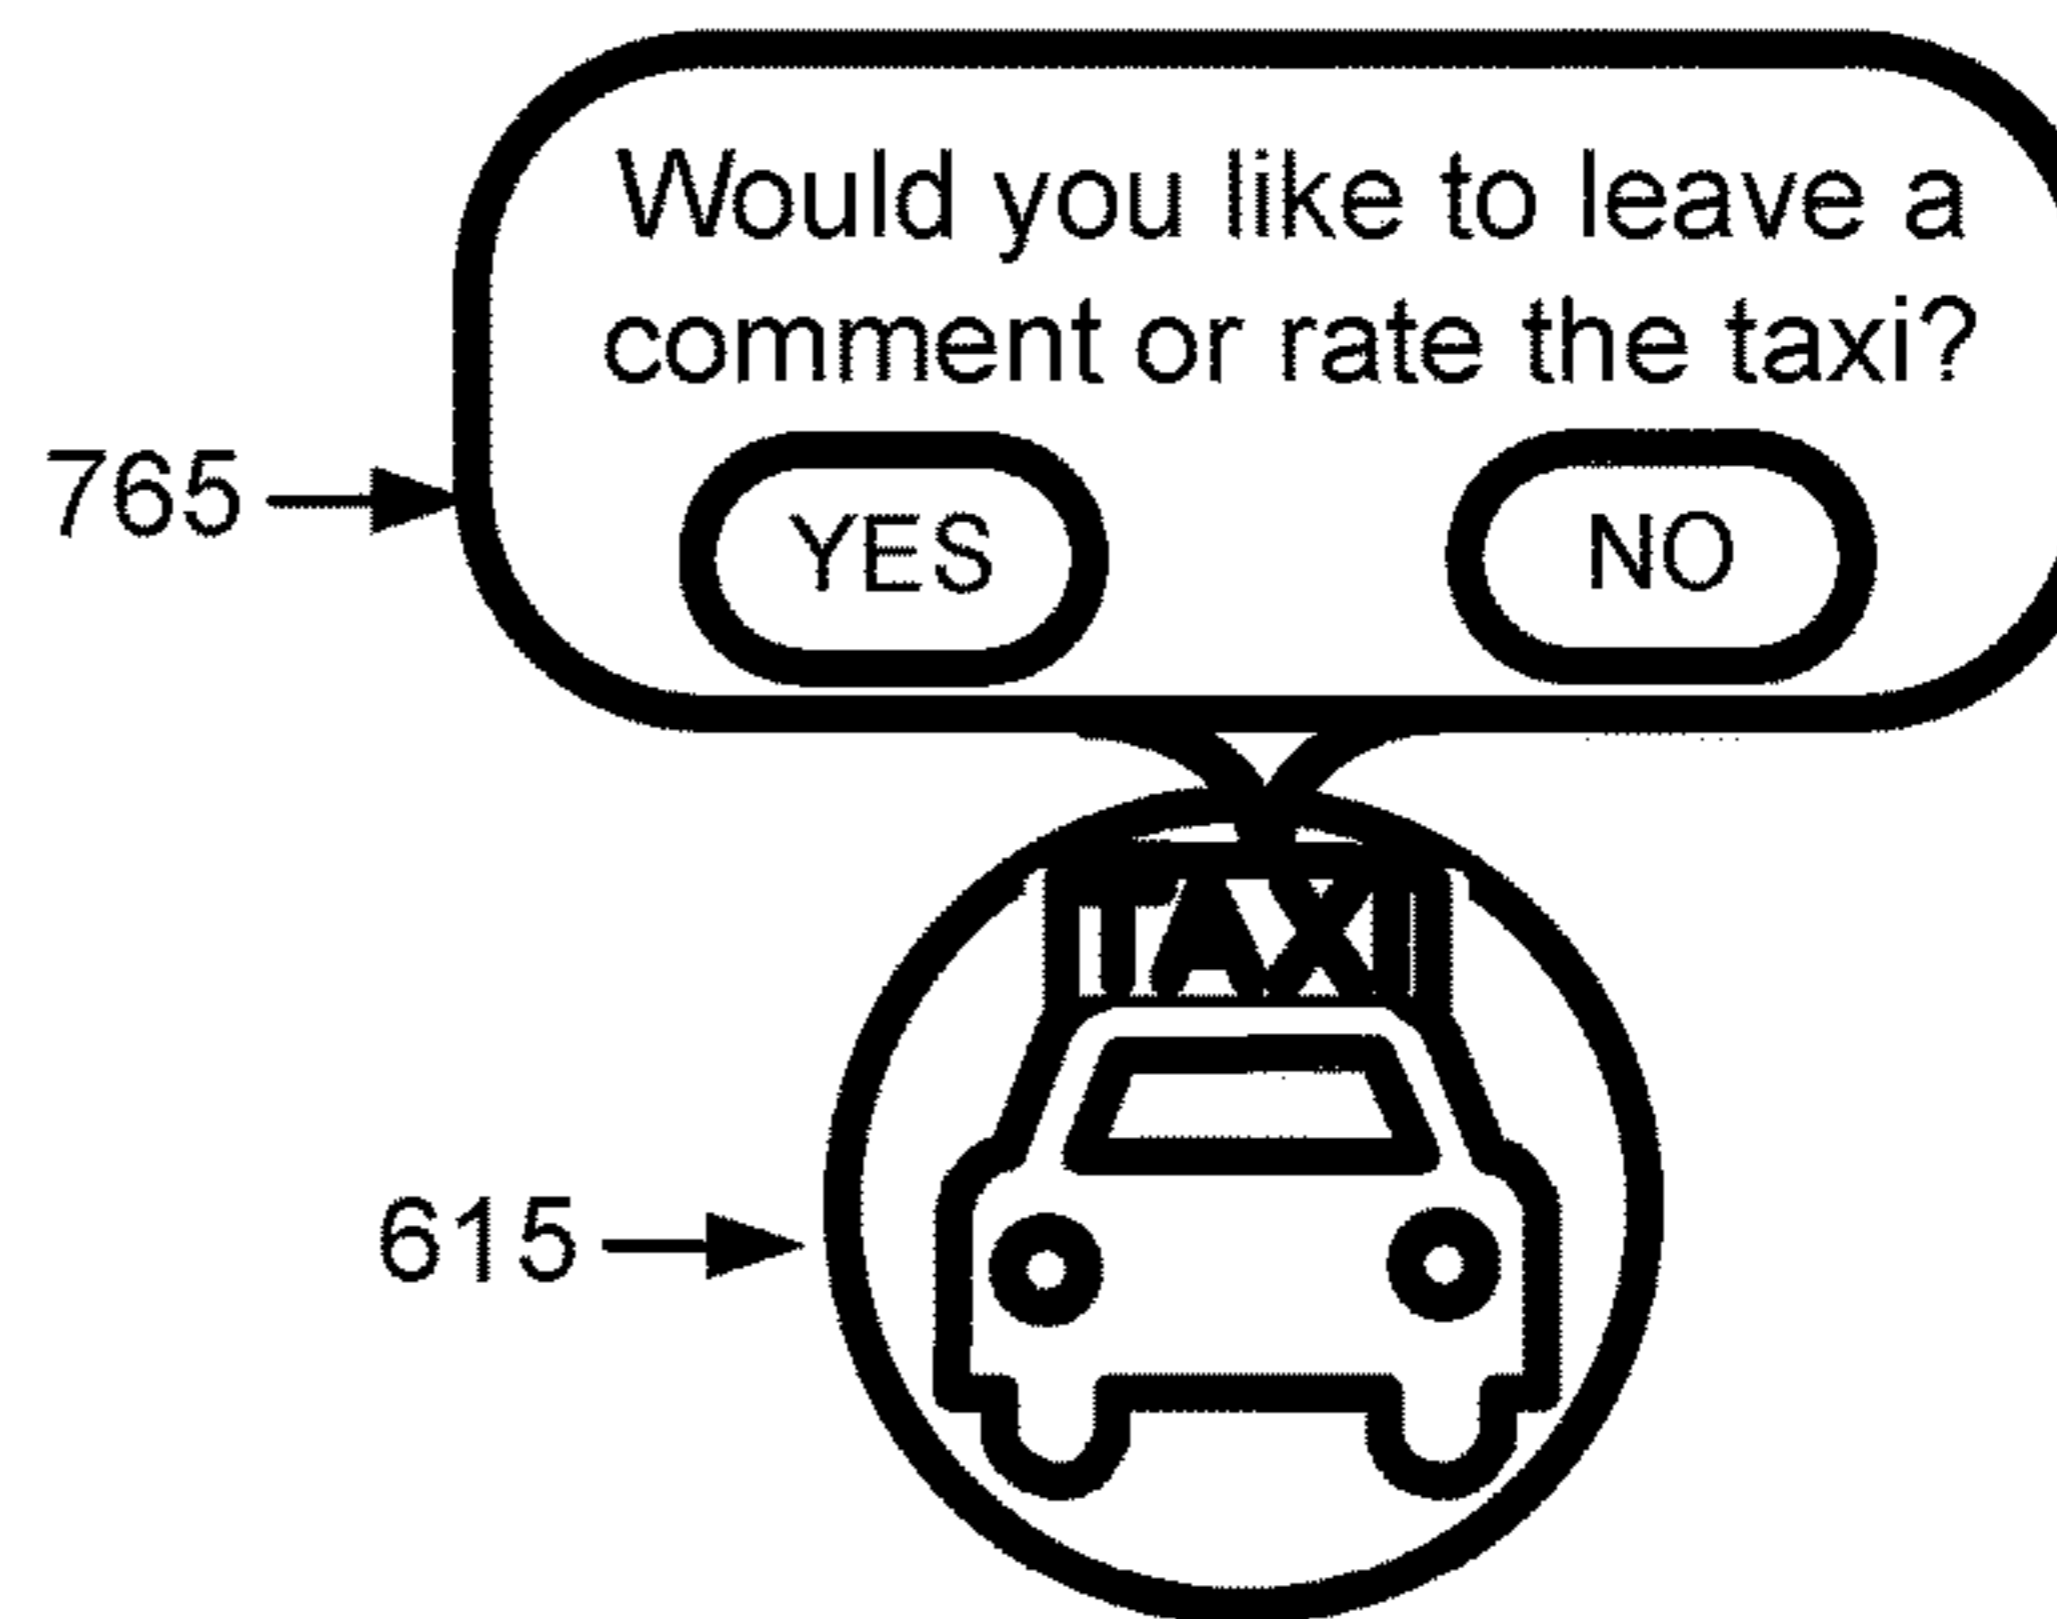 Would you like to leave a
comment or rate the taxi?
765
YES NO
TAXI
615